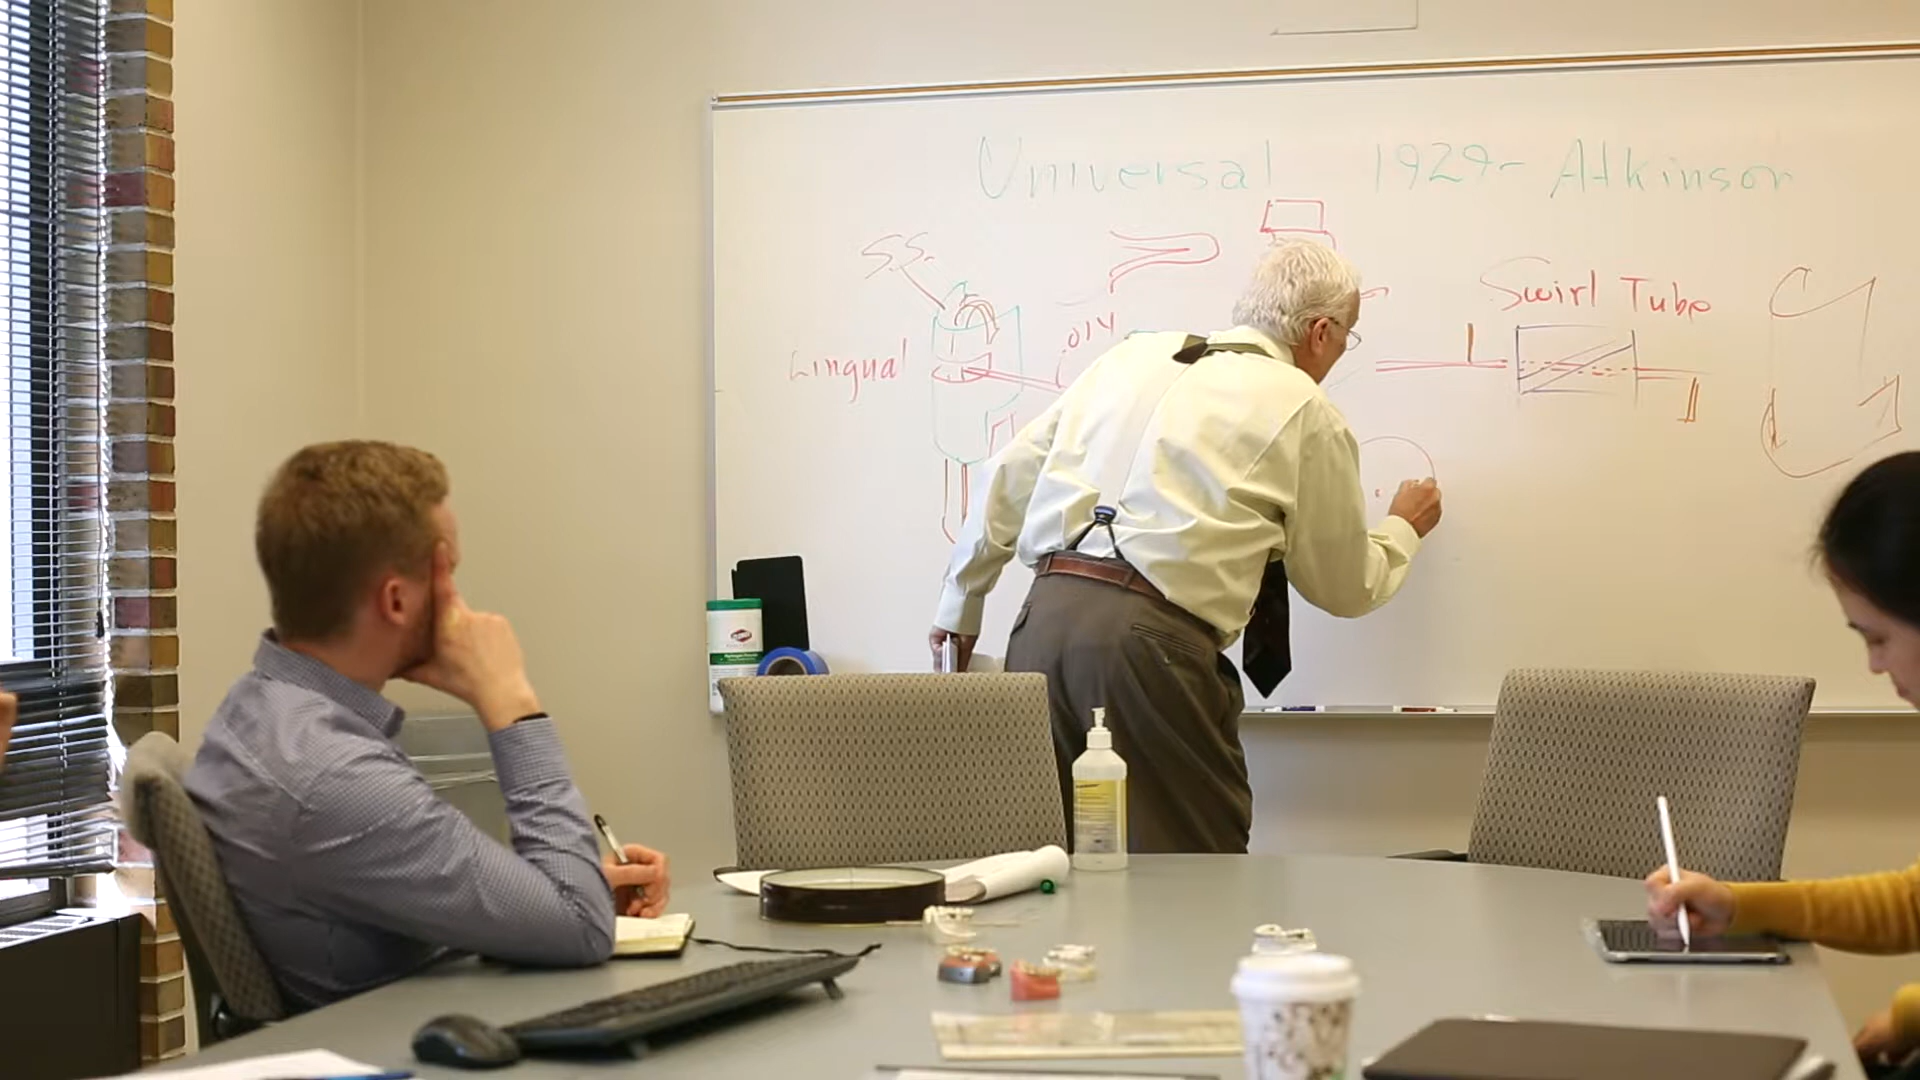 Universal 1929- Atkinson
S.S.
Swirl Tube
.014
Lingual